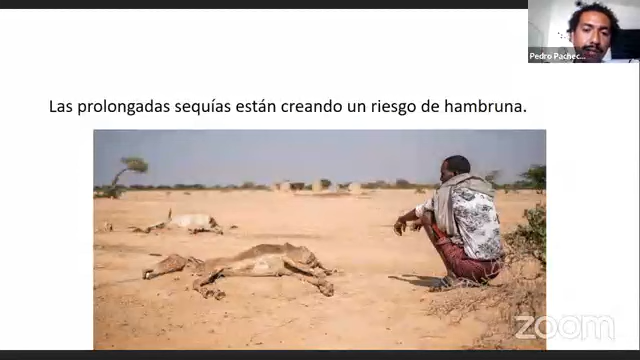 Pedro Pachec...
Las prolongadas sequías están creando un riesgo de hambruna.
zoom